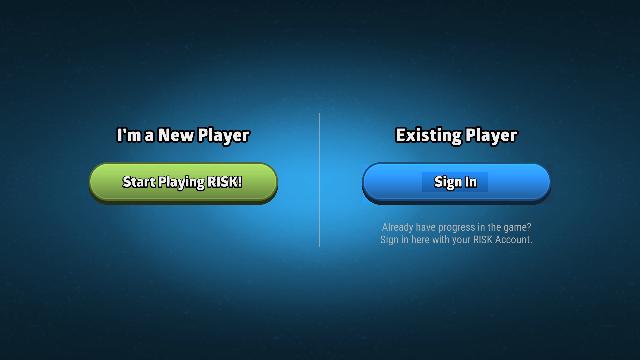 I'm a New Player
Start Playing RISK!
Existing Player
Sign In
Already have progress in the game?
Sign in here with your RISK Account.